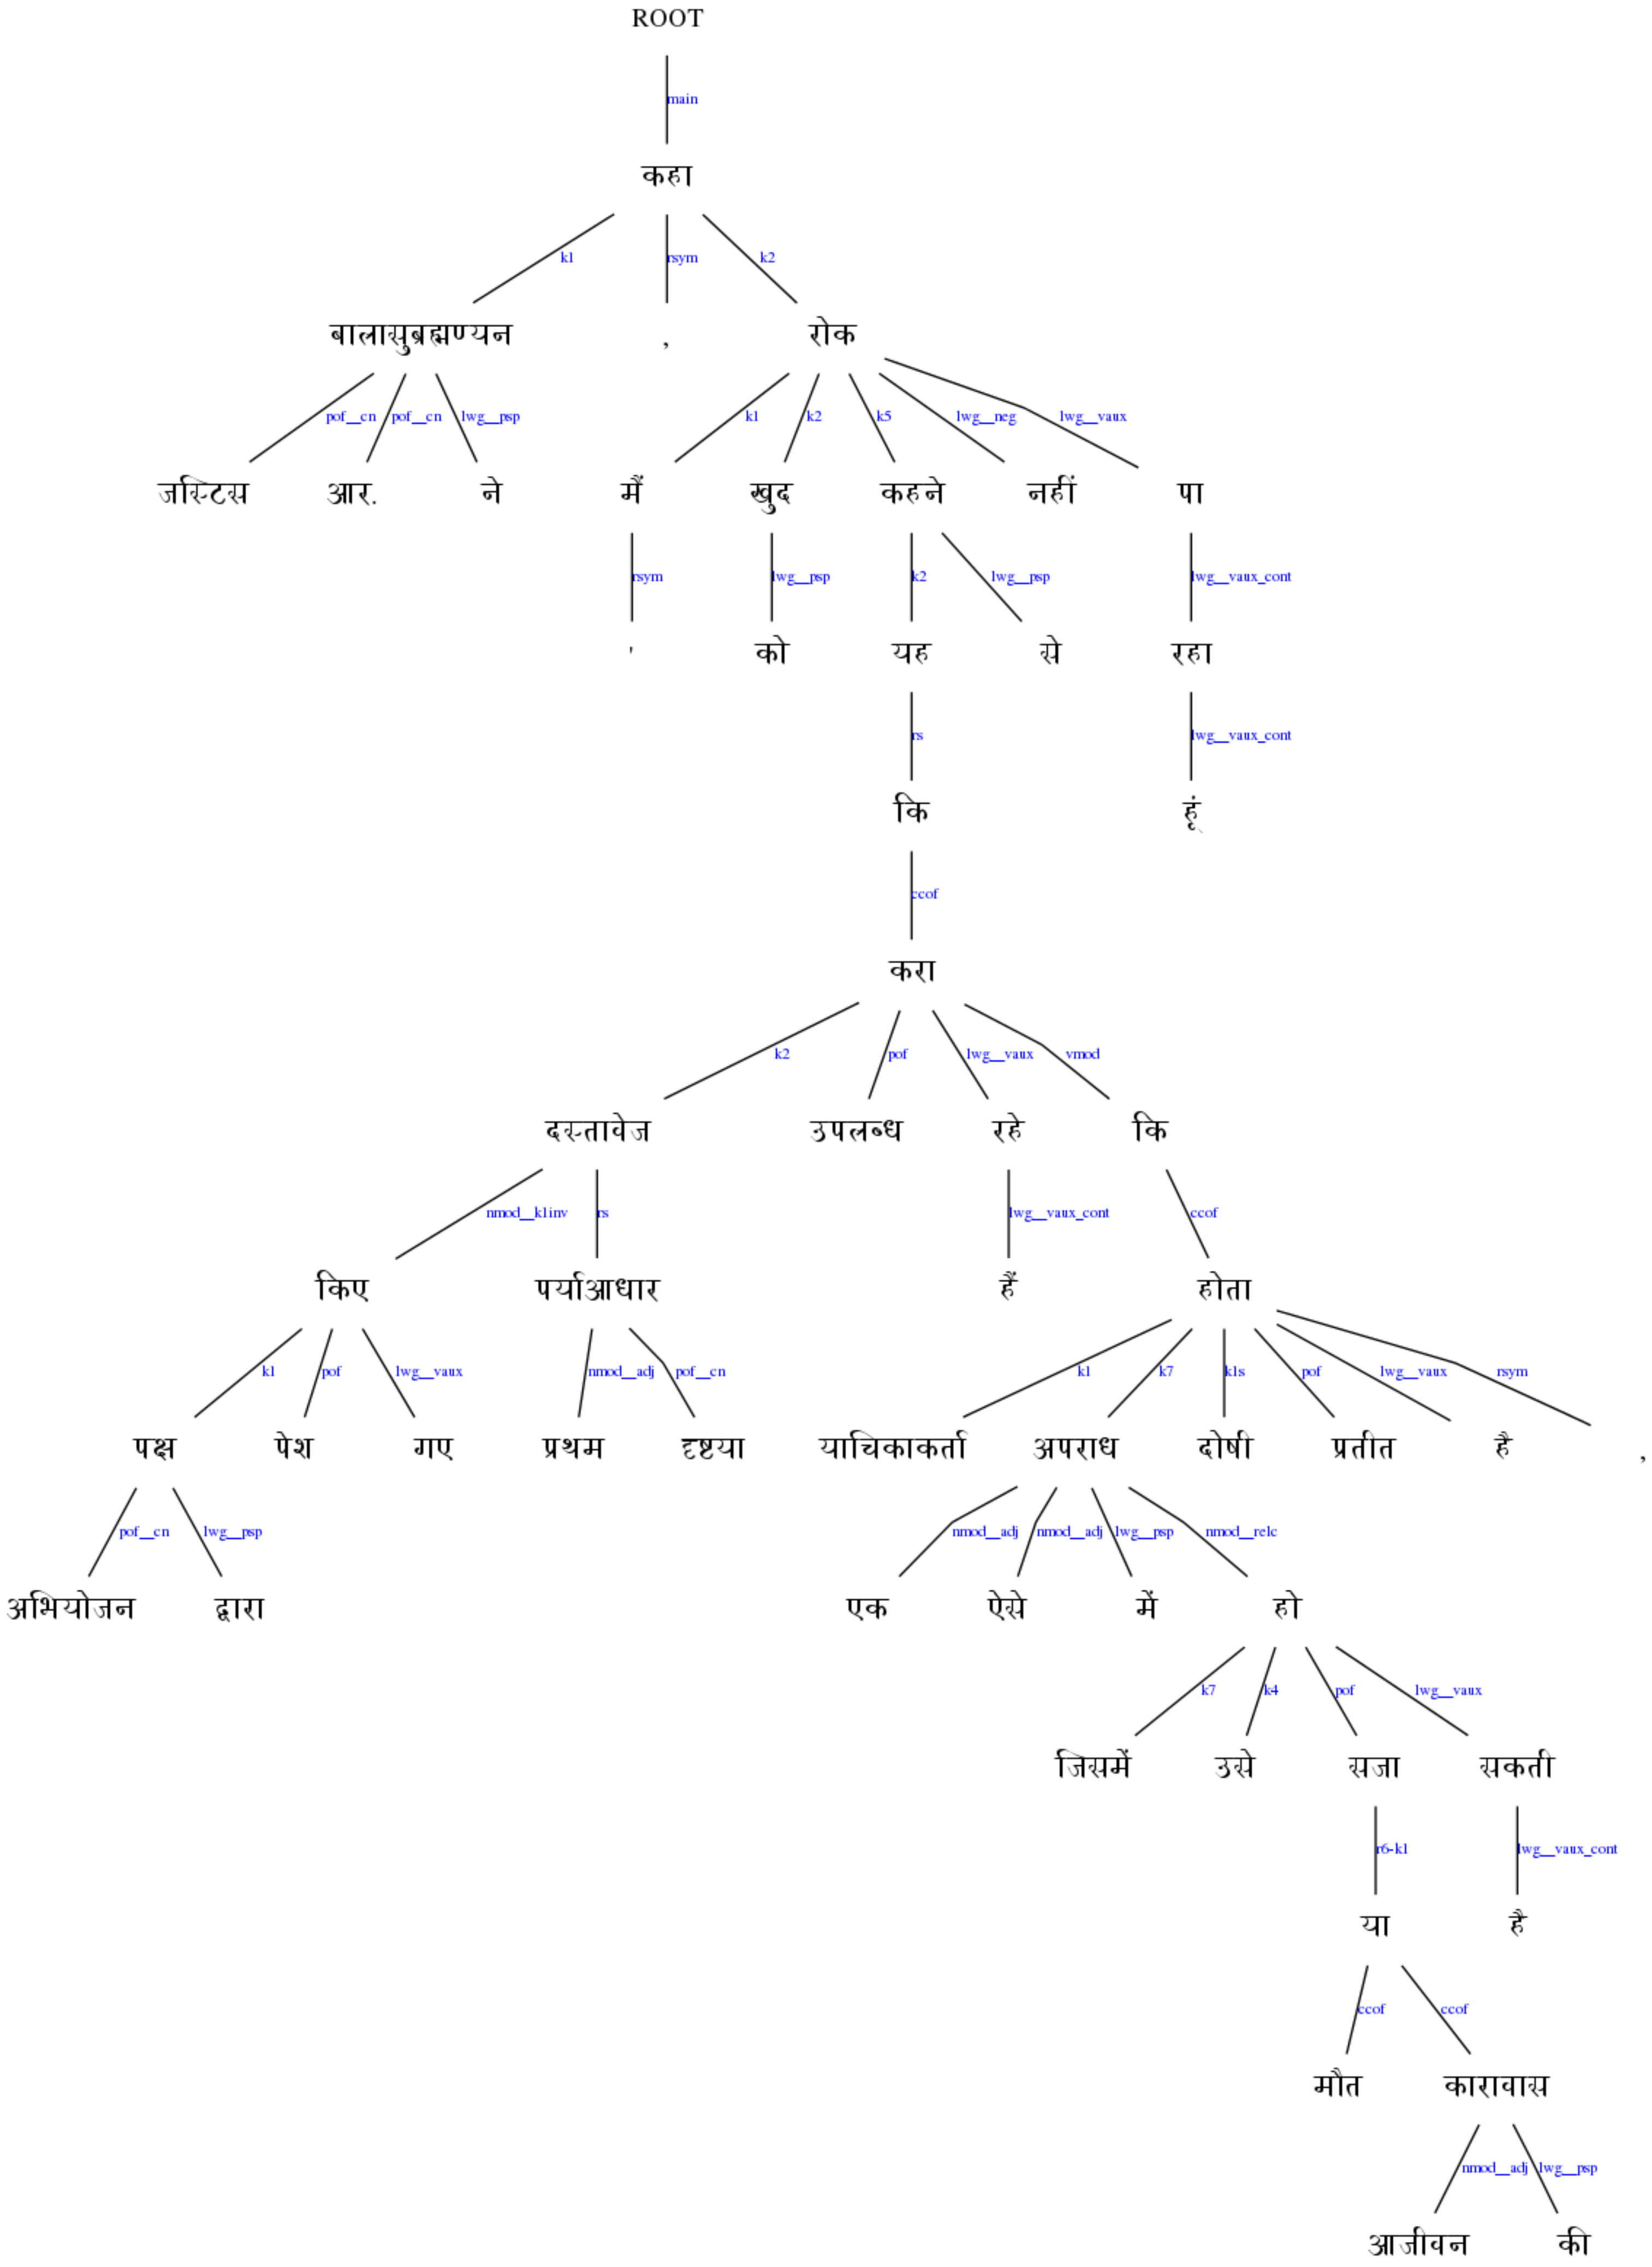 ROOT
main
कहा
k1 rsym k2
बालासुब्रह्मण्यन , रोक
pof__cn pof__cn lwg__psp k1 k2 k5 lwg__neg lwg__vaux
जस्टिस आर. ने मैं खुद कहने नहीं पा
rsym lwg__psp k2 lwg__psp lwg__vaux_cont
' को यह से रहा
rs lwg__vaux_cont
कि हूं
ccof
करा
k2 pof lwg__vaux vmod
दस्तावेज उपलब्ध रहे कि
nmod__k1inv rs lwg__vaux_cont ccof
किए पर्याआधार हैं होता
k1 pof lwg__vaux nmod__adj pof__cn k1 k7 k1s pof lwg__vaux rsym
पक्ष पेश गए प्रथम दृष्टया याचिकाकर्ता अपराध दोषी प्रतीत है ,
pof__cn lwg__psp nmod__adj nmod__adj lwg__psp nmod__relc
अभियोजन द्वारा एक ऐसे में हो
k7 k4 pof lwg__vaux
जिसमें उसे सजा सकती
r6-k1 lwg__vaux_cont
या है
ccof ccof
मौत कारावास
nmod__adj lwg__psp
आजीवन की